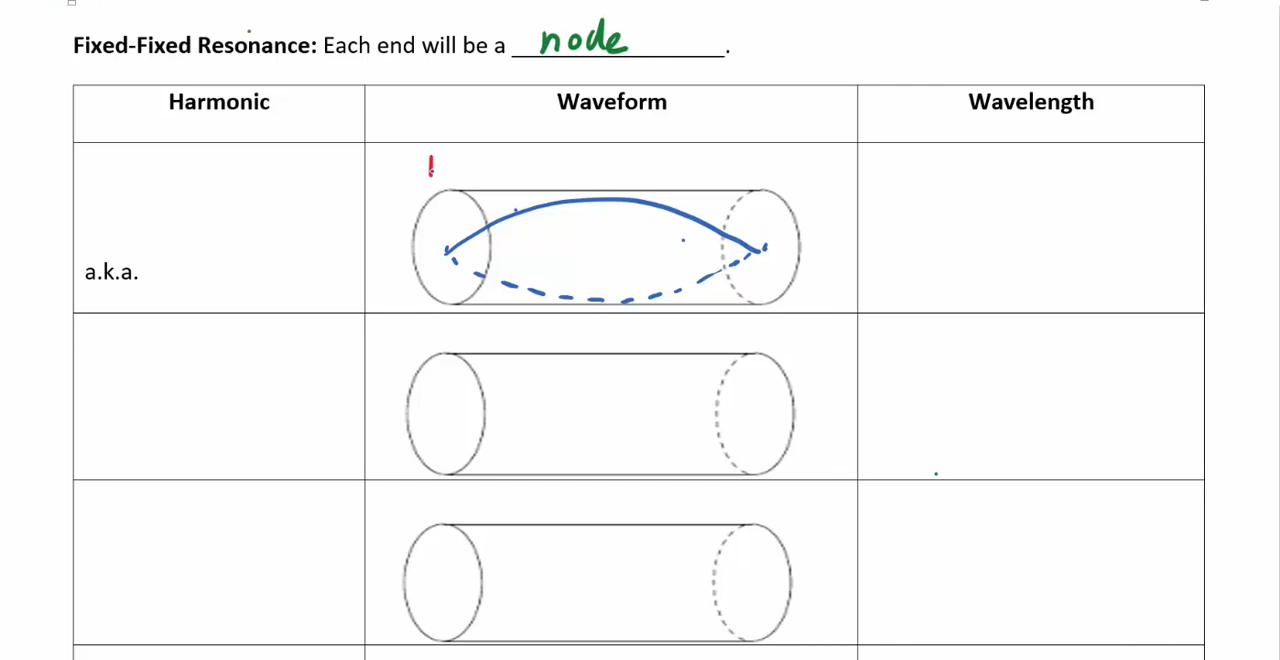 Fixed-Fixed Resonance: Each end will be a node.
Harmonic Waveform Wavelength
a.k.a.